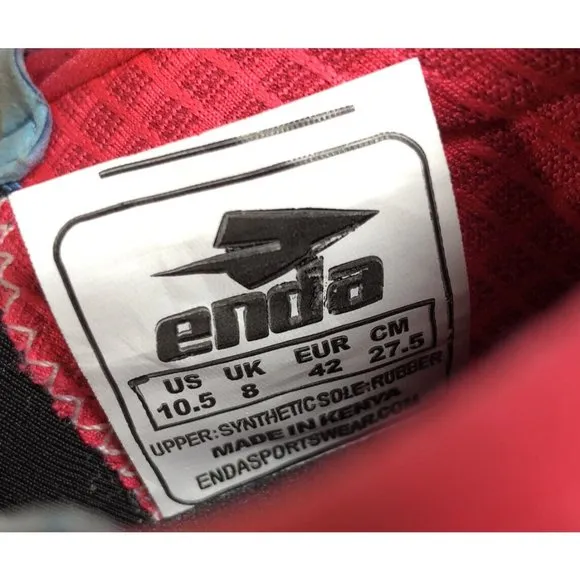 enda
US UK EUR CM
10.5 8 42 27.5
UPPER:SYNTHETIC SOLE:RUBBER
MADE IN KENYA
ENDASPORTSWEAR.COM